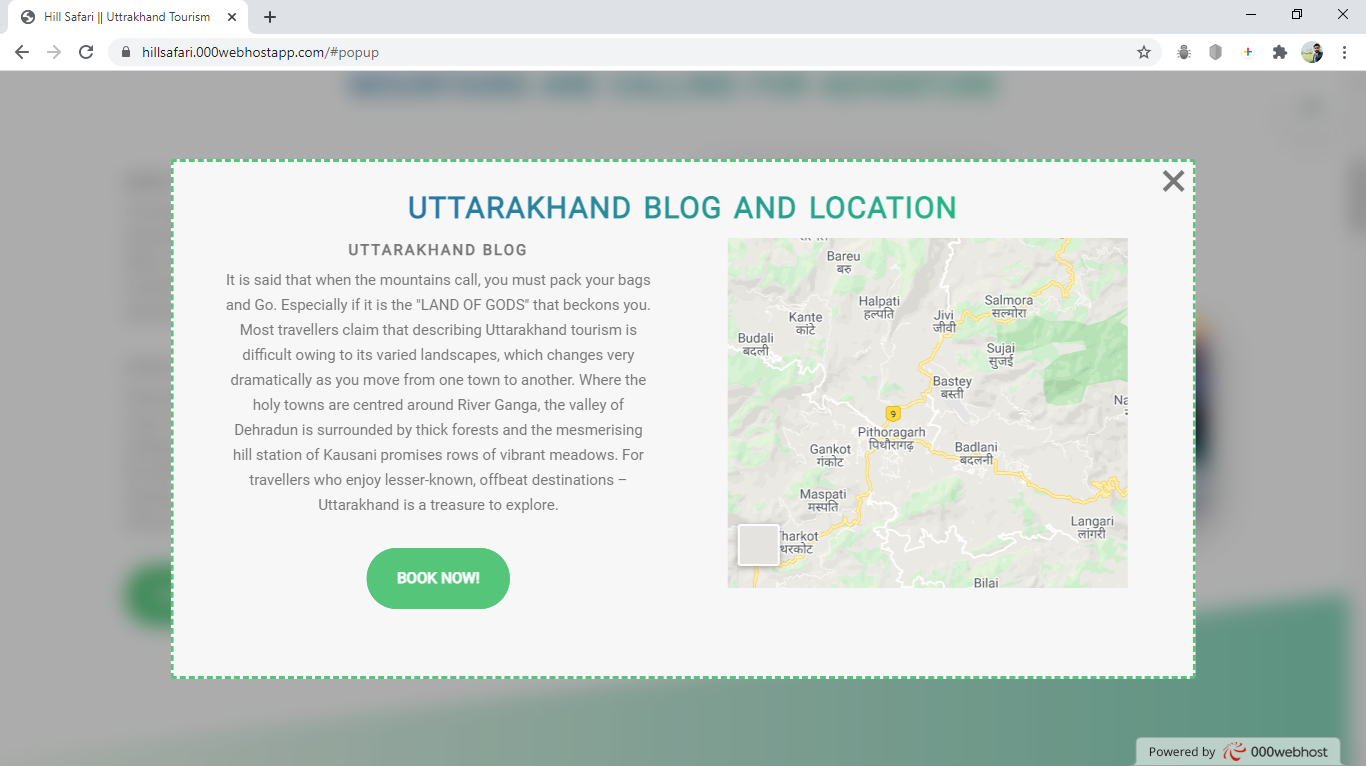 Hill Safari || Uttrakhand Tourism
hillsafari.000webhostapp.com/#popup
MOUNTAINS ARE CALLING FOR ADVENTURE
UTTARAKHAND BLOG AND LOCATION
UTTARAKHAND BLOG
It is said that when the mountains call, you must pack your bags
and Go. Especially if it is the "LAND OF GODS" that beckons you.
Most travellers claim that describing Uttarakhand tourism is
difficult owing to its varied landscapes, which changes very
dramatically as you move from one town to another. Where the
holy towns are centred around River Ganga, the valley of
Dehradun is surrounded by thick forests and the mesmerising
hill station of Kausani promises rows of vibrant meadows. For
travellers who enjoy lesser-known, offbeat destinations –
Uttarakhand is a treasure to explore.
BOOK NOW!
Bareu
बरु
Halpati
हल्पति
Salmora
सल्मोरा
Kante
कांटे
Jivi
जीवी
Budali
बदली
Sujai
सुजई
Bastey
बस्ती
Na
9
Pithoragarh
पिथौरागढ़
Gankot
गंकोट
Badlani
बदलनी
Maspati
मस्पति
Langari
लांगरी
Tharkot
थरकोट
Bilai
Powered by 000webhost